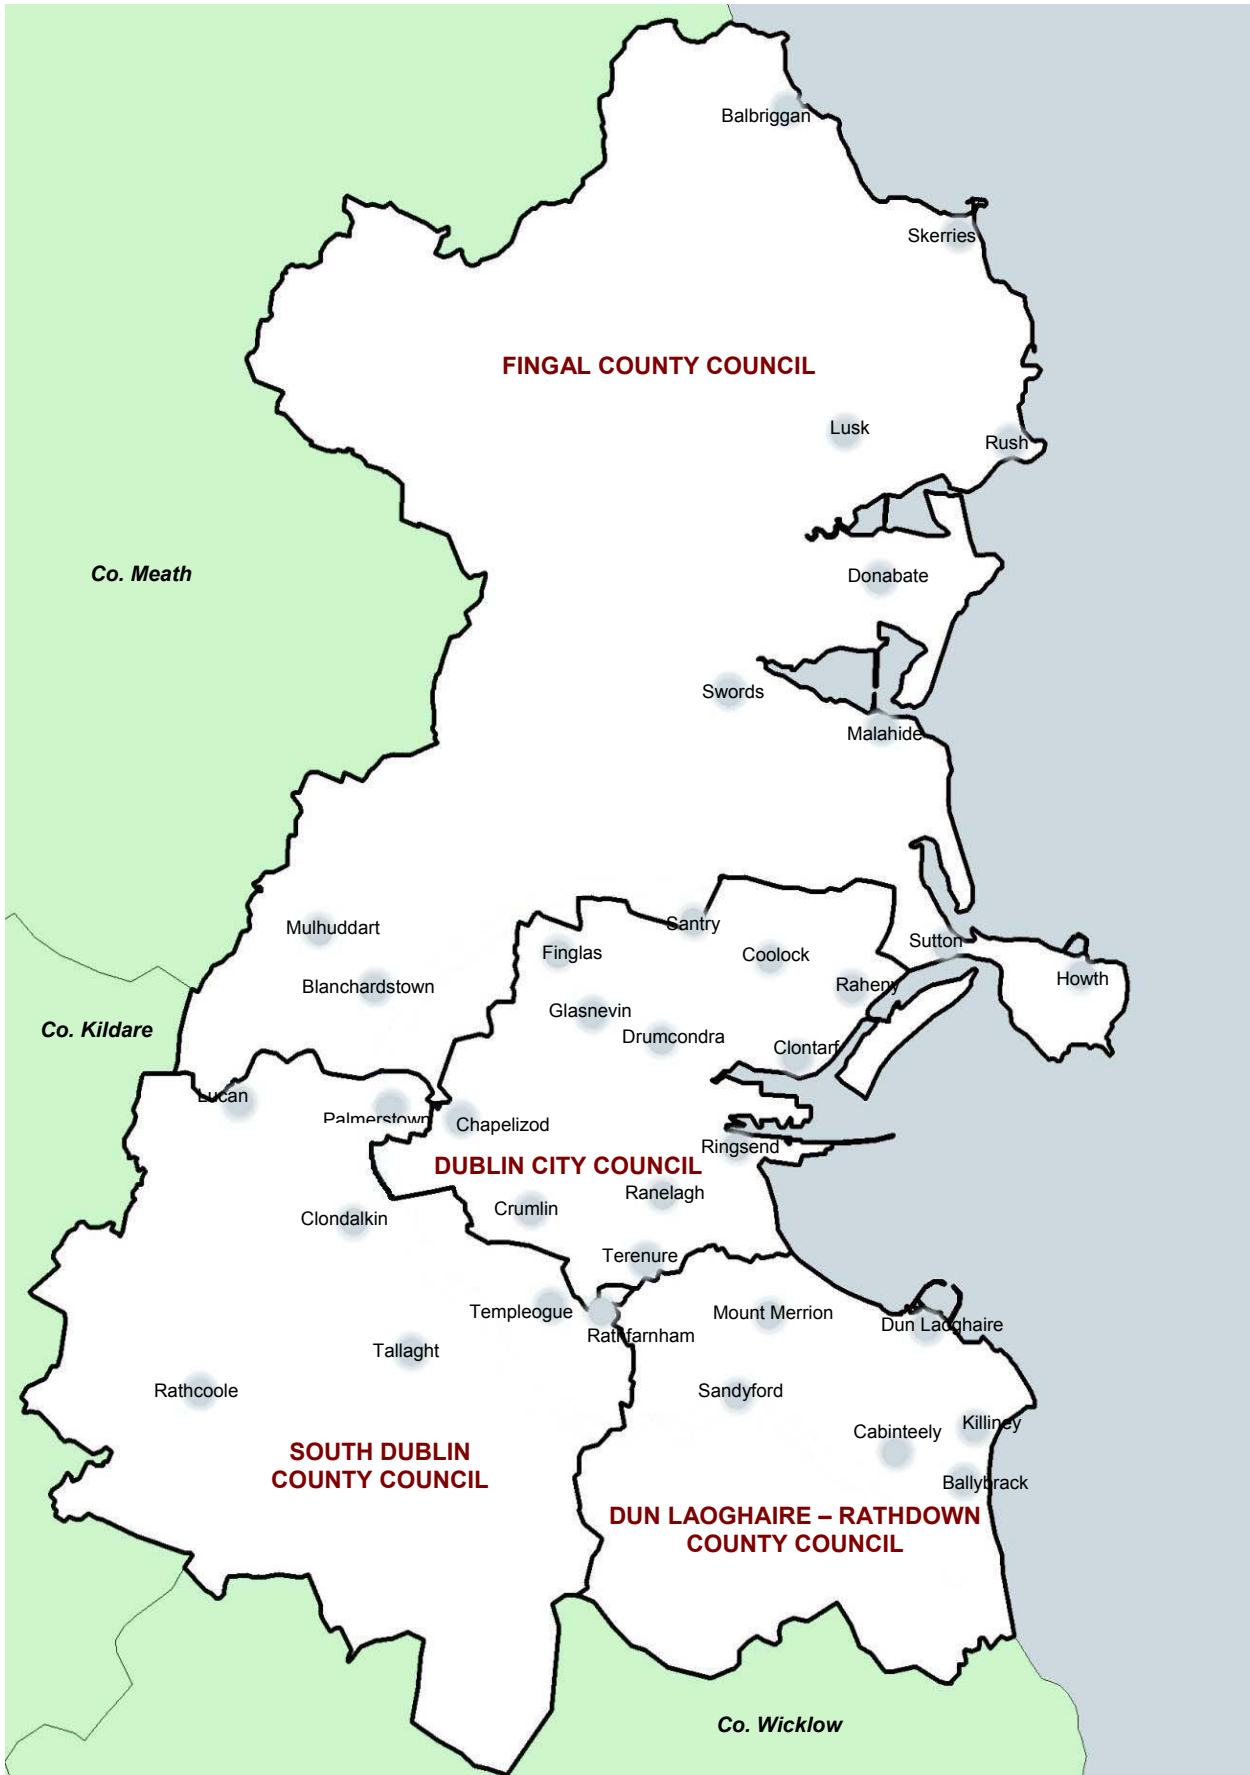 Balbriggan
Skerries
FINGAL COUNTY COUNCIL
Lusk
Rush
Co. Meath
Donabate
Swords
Malahide
Mulhuddart
Santry
Finglas
Coolock
Sutton
Blanchardstown
Raheny
Howth
Glasnevin
Co. Kildare
Drumcondra
Clontarf
Lucan
Palmerstown
Chapelizod
Ringsend
DUBLIN CITY COUNCIL
Ranelagh
Crumlin
Clondalkin
Terenure
Templeogue
Mount Merrion
Dun Laoghaire
Rathfarnham
Tallaght
Rathcoole
Sandyford
Killiney
Cabinteely
SOUTH DUBLIN
COUNTY COUNCIL
Ballybrack
DUN LAOGHAIRE – RATHDOWN
COUNTY COUNCIL
Co. Wicklow